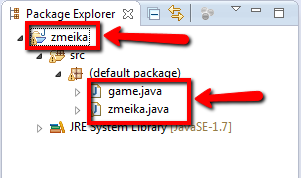 Package Explorer
zmeika
src
(default package)
game.java
zmeika.java
JRE System Library [JavaSE-1.7]